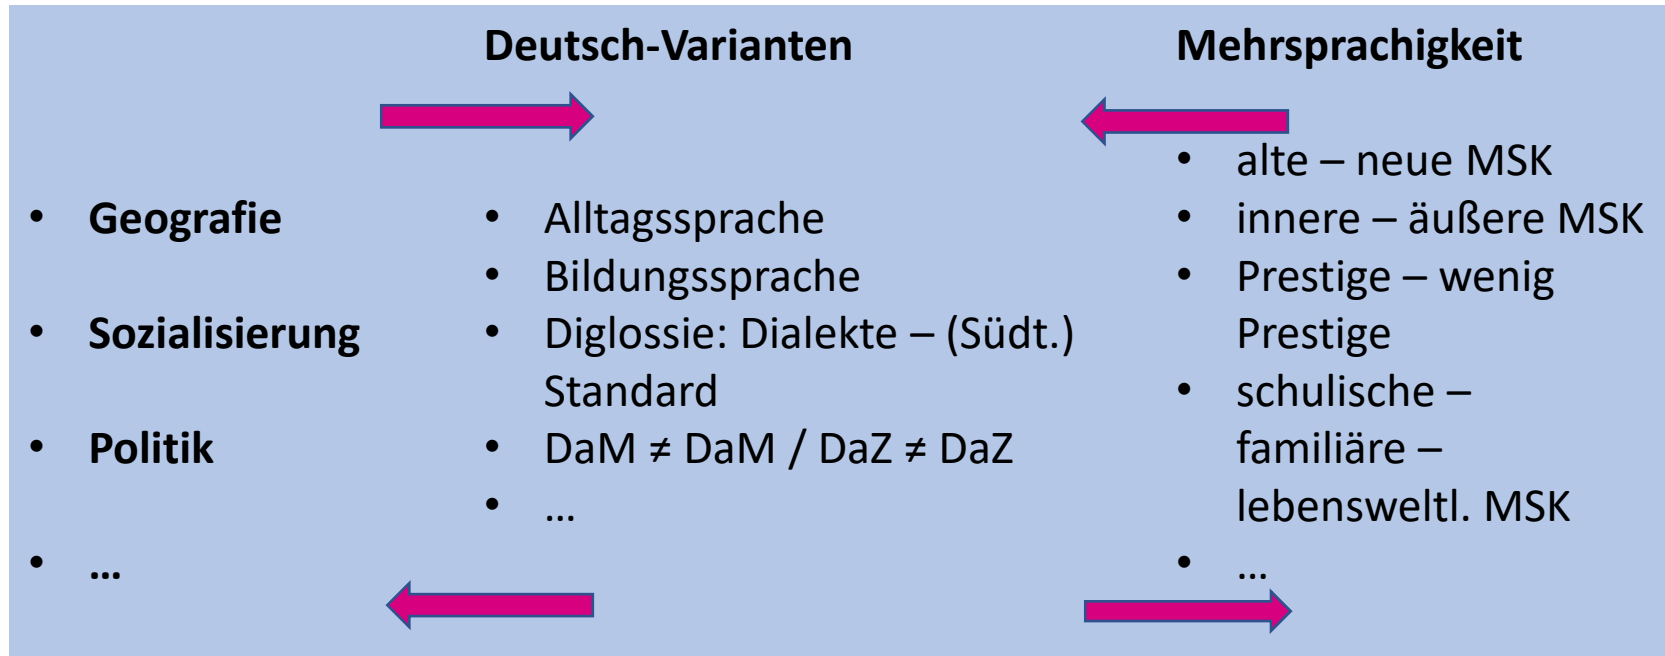 Deutsch-Varianten
Mehrsprachigkeit
• Geografie
• Sozialisierung
• Politik
• …
• Alltagssprache
• Bildungssprache
• Diglossie: Dialekte – (Südt.)
Standard
• DaM ≠ DaM / DaZ ≠ DaZ
• …
• alte – neue MSK
• innere – äußere MSK
• Prestige – wenig
Prestige
• schulische –
familiäre –
lebensweltl. MSK
• …